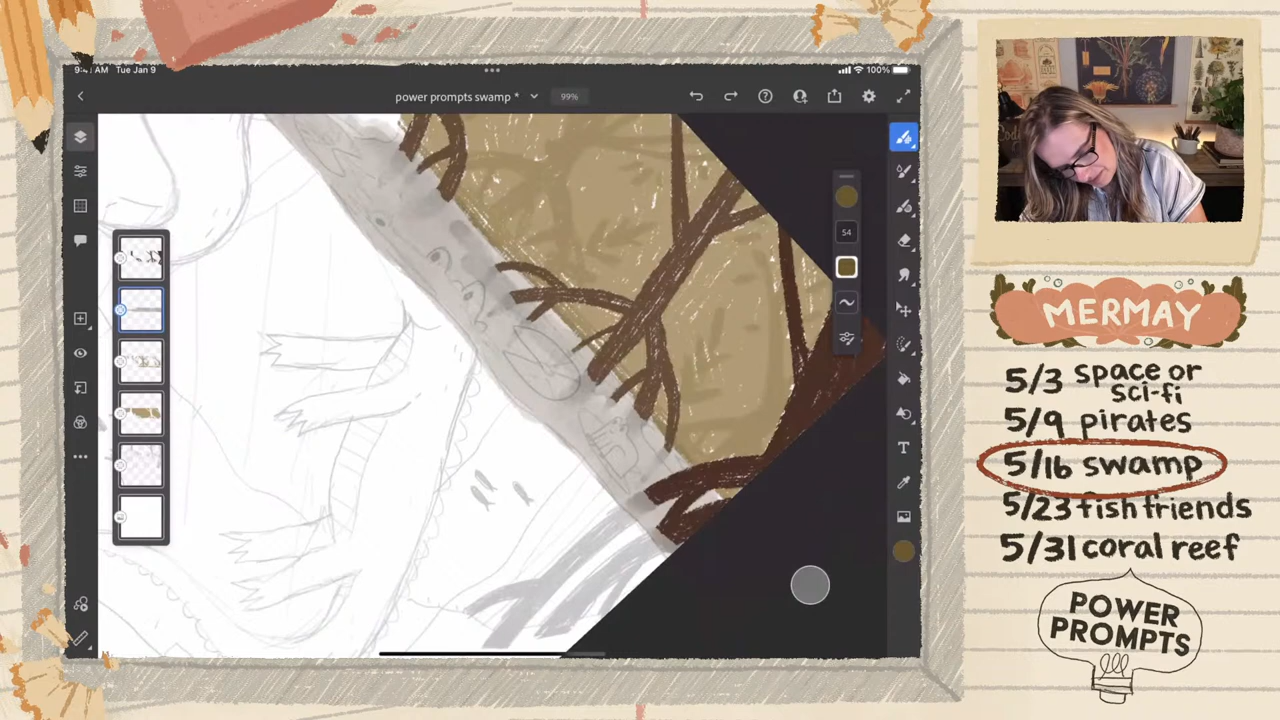 9:41 AM Tue Jan 9
100%
power prompts swamp *
99%
54
T
MERMAY
5/3 space or
sci-fi
5/9 pirates
5/16 swamp
5/23 fish friends
5/31 coral reef
POWER
PROMPTS